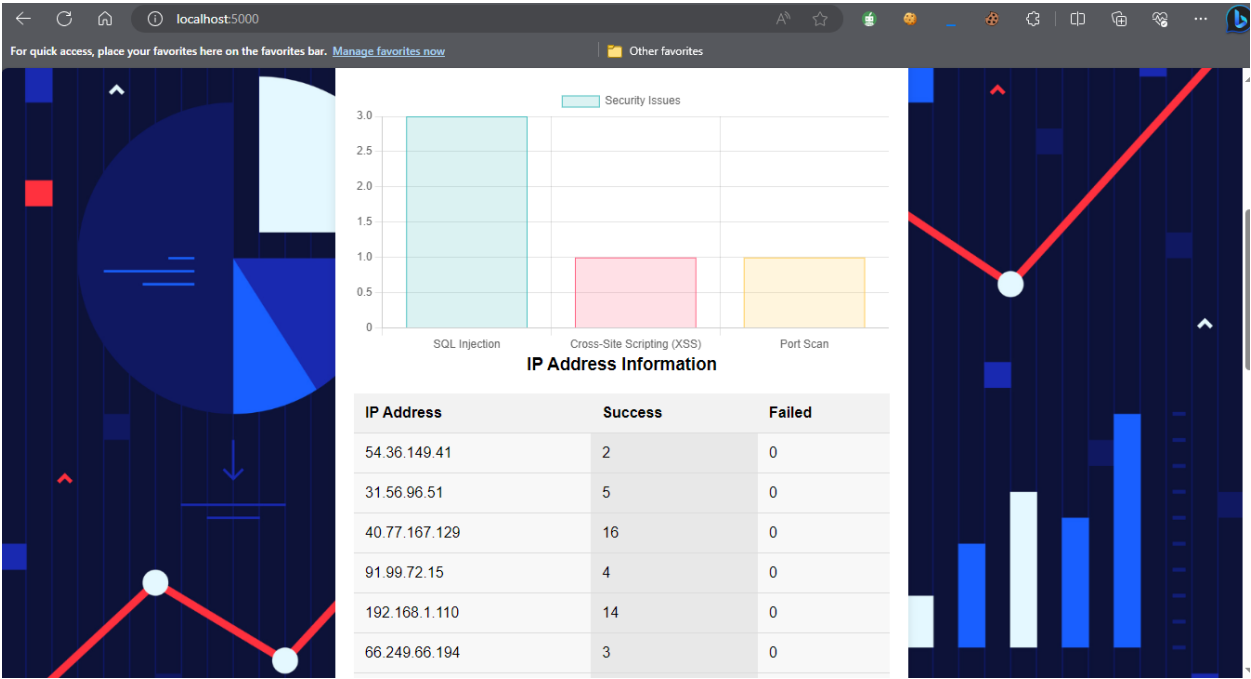 localhost:5000
For quick access, place your favorites here on the favorites bar. Manage favorites now Other favorites
Security Issues
3.0
2.5
2.0
1.5
1.0
0.5
0
SQL Injection Cross-Site Scripting (XSS) Port Scan
IP Address Information
IP Address Success Failed
54.36.149.41 2 0
31.56.96.51 5 0
40.77.167.129 16 0
91.99.72.15 4 0
192.168.1.110 14 0
66.249.66.194 3 0